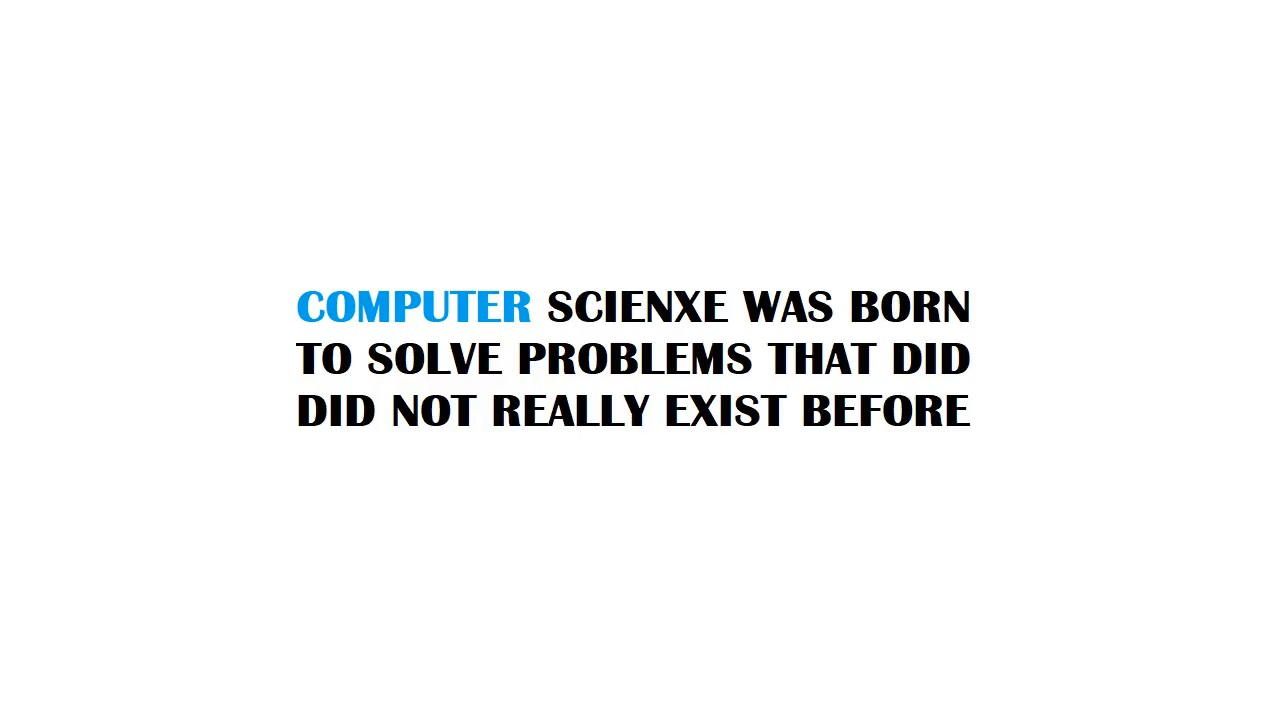 COMPUTER SCIENXE WAS BORN
TO SOLVE PROBLEMS THAT DID
DID NOT REALLY EXIST BEFORE